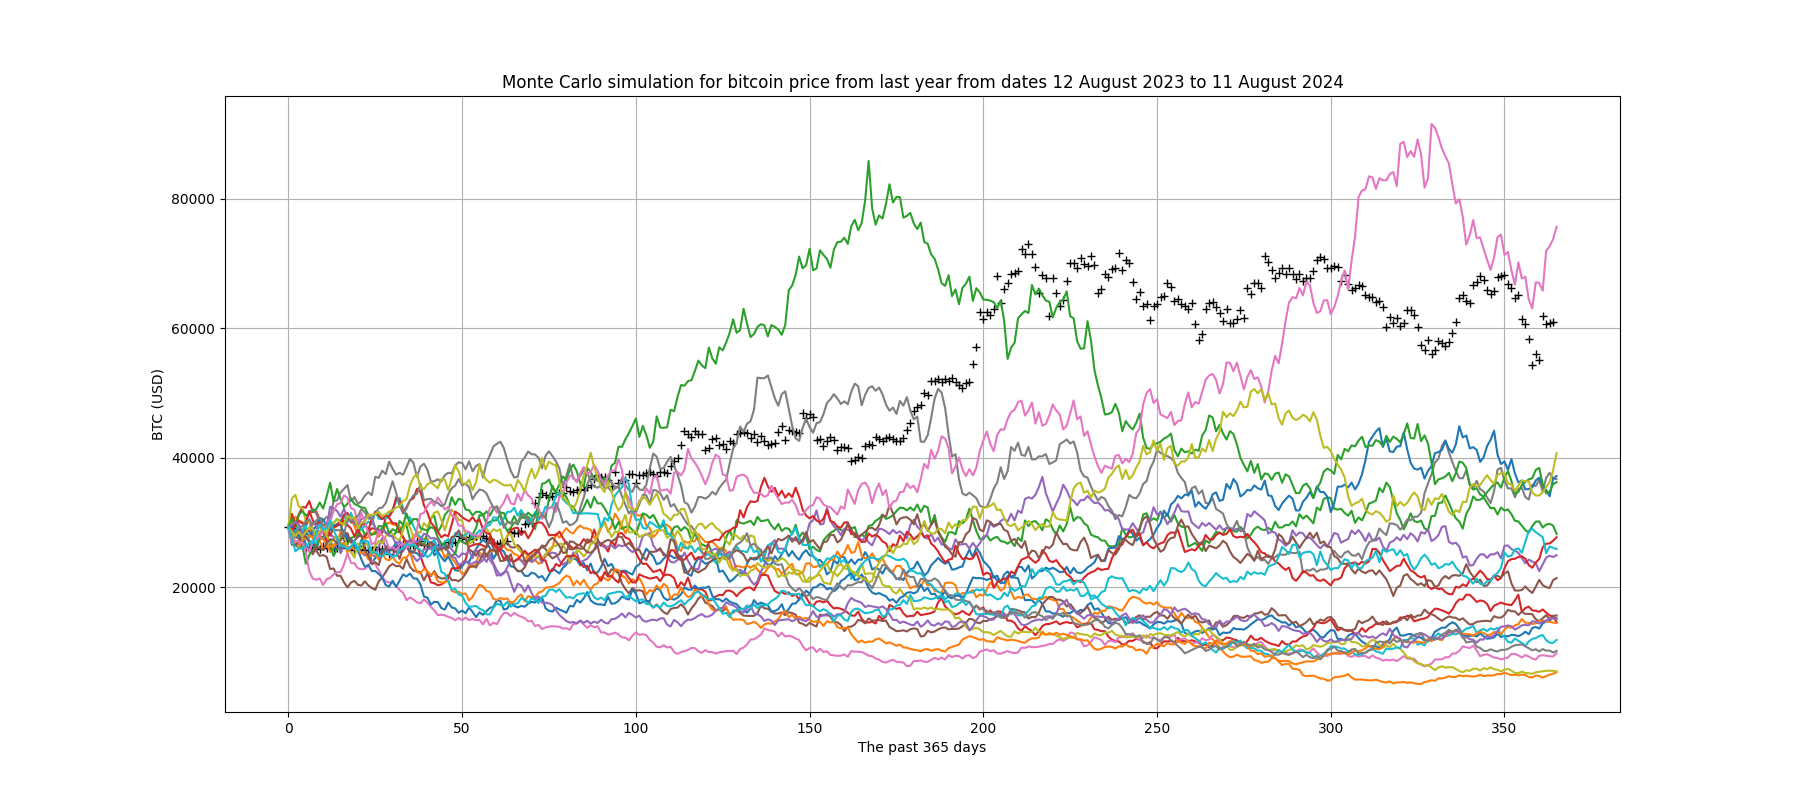 Monte Carlo simulation for bitcoin price from last year from dates 12 August 2023 to 11 August 2024
BTC (USD)
80000
60000
40000
20000
0 50 100 150 200 250 300 350
The past 365 days